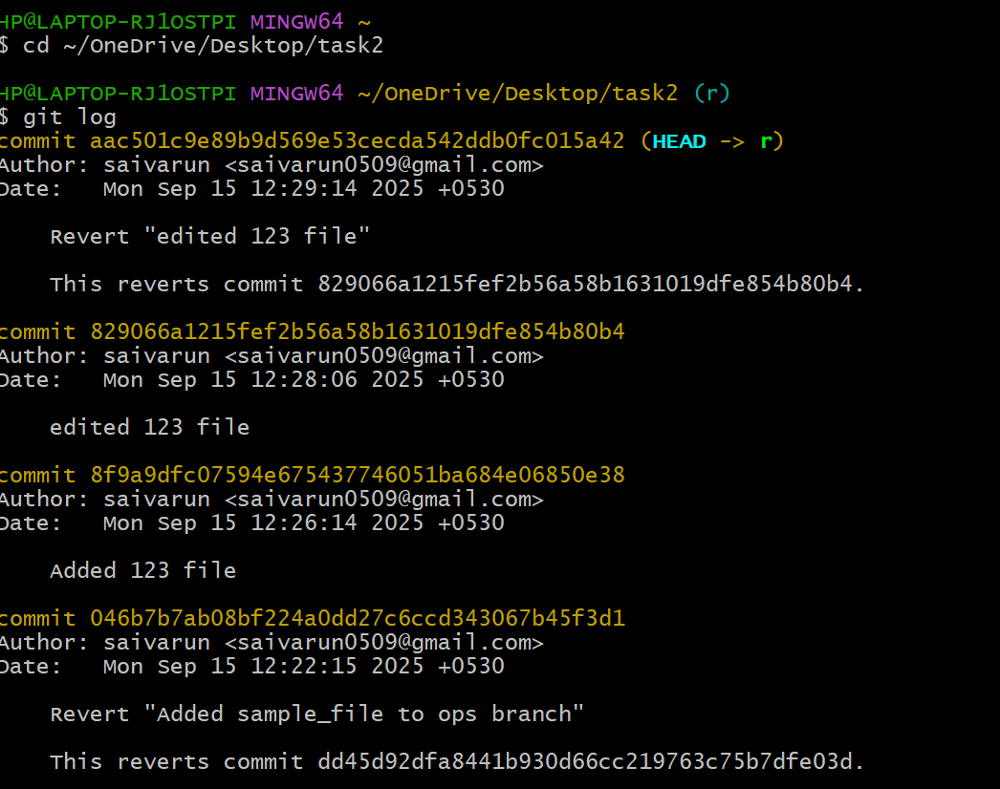 HP@LAPTOP-RJ1OSTPI MINGW64 ~
$ cd ~/OneDrive/Desktop/task2
HP@LAPTOP-RJ1OSTPI MINGW64 ~/OneDrive/Desktop/task2 (r)
$ git log
commit aac501c9e89b9d569e53cecda542ddb0fc015a42 (HEAD -> r)
Author: saivarun <saivarun0509@gmail.com>
Date:   Mon Sep 15 12:29:14 2025 +0530
Revert "edited 123 file"
This reverts commit 829066a1215fef2b56a58b1631019dfe854b80b4.
commit 829066a1215fef2b56a58b1631019dfe854b80b4
Author: saivarun <saivarun0509@gmail.com>
Date:   Mon Sep 15 12:28:06 2025 +0530
edited 123 file
commit 8f9a9dfc07594e675437746051ba684e06850e38
Author: saivarun <saivarun0509@gmail.com>
Date:   Mon Sep 15 12:26:14 2025 +0530
Added 123 file
commit 046b7b7ab08bf224a0dd27c6ccd343067b45f3d1
Author: saivarun <saivarun0509@gmail.com>
Date:   Mon Sep 15 12:22:15 2025 +0530
Revert "Added sample_file to ops branch"
This reverts commit dd45d92dfa8441b930d66cc219763c75b7dfe03d.